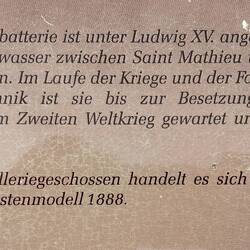 batterie ist unter Ludwig XV. ang
wasser zwischen Saint Mathieu
n. Im Laufe der Kriege und der Fo
nik ist sie bis zur Besetzung
m Zweiten Weltkrieg gewartet un
lleriegeschossen handelt es sich
stenmodell 1888.